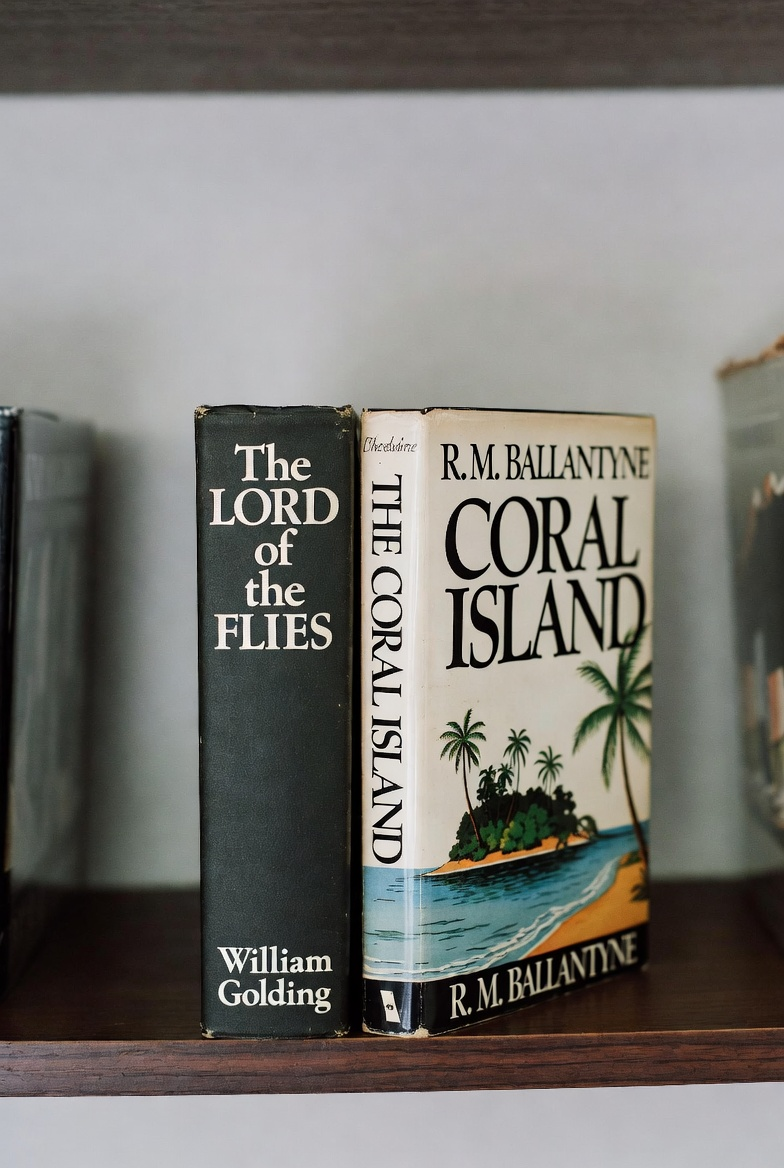 The
LORD
of
the
FLIES
William
Golding
THE CORAL ISLAND
R. M. BALLANTYNE
CORAL
ISLAND
R. M. BALLANTYNE